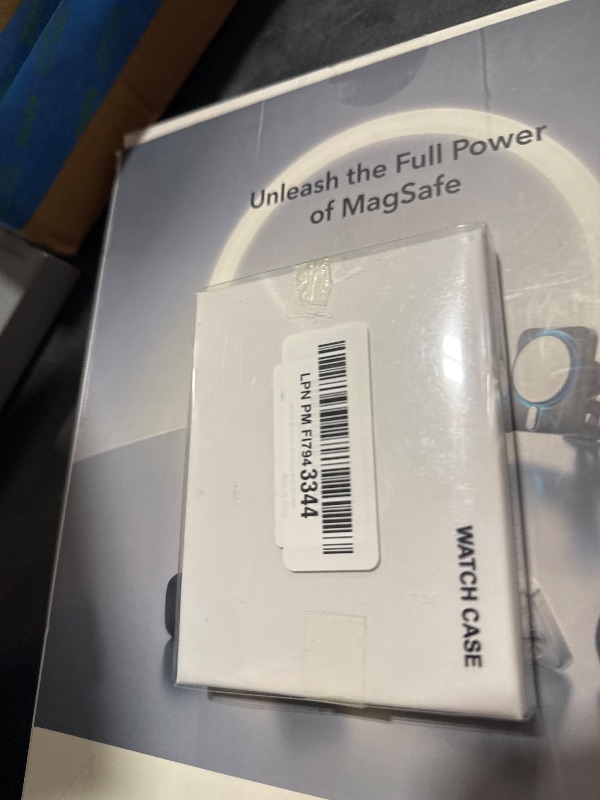 Unleash the Full Power
of MagSafe
LPN PM FI7943344
WATCH CASE